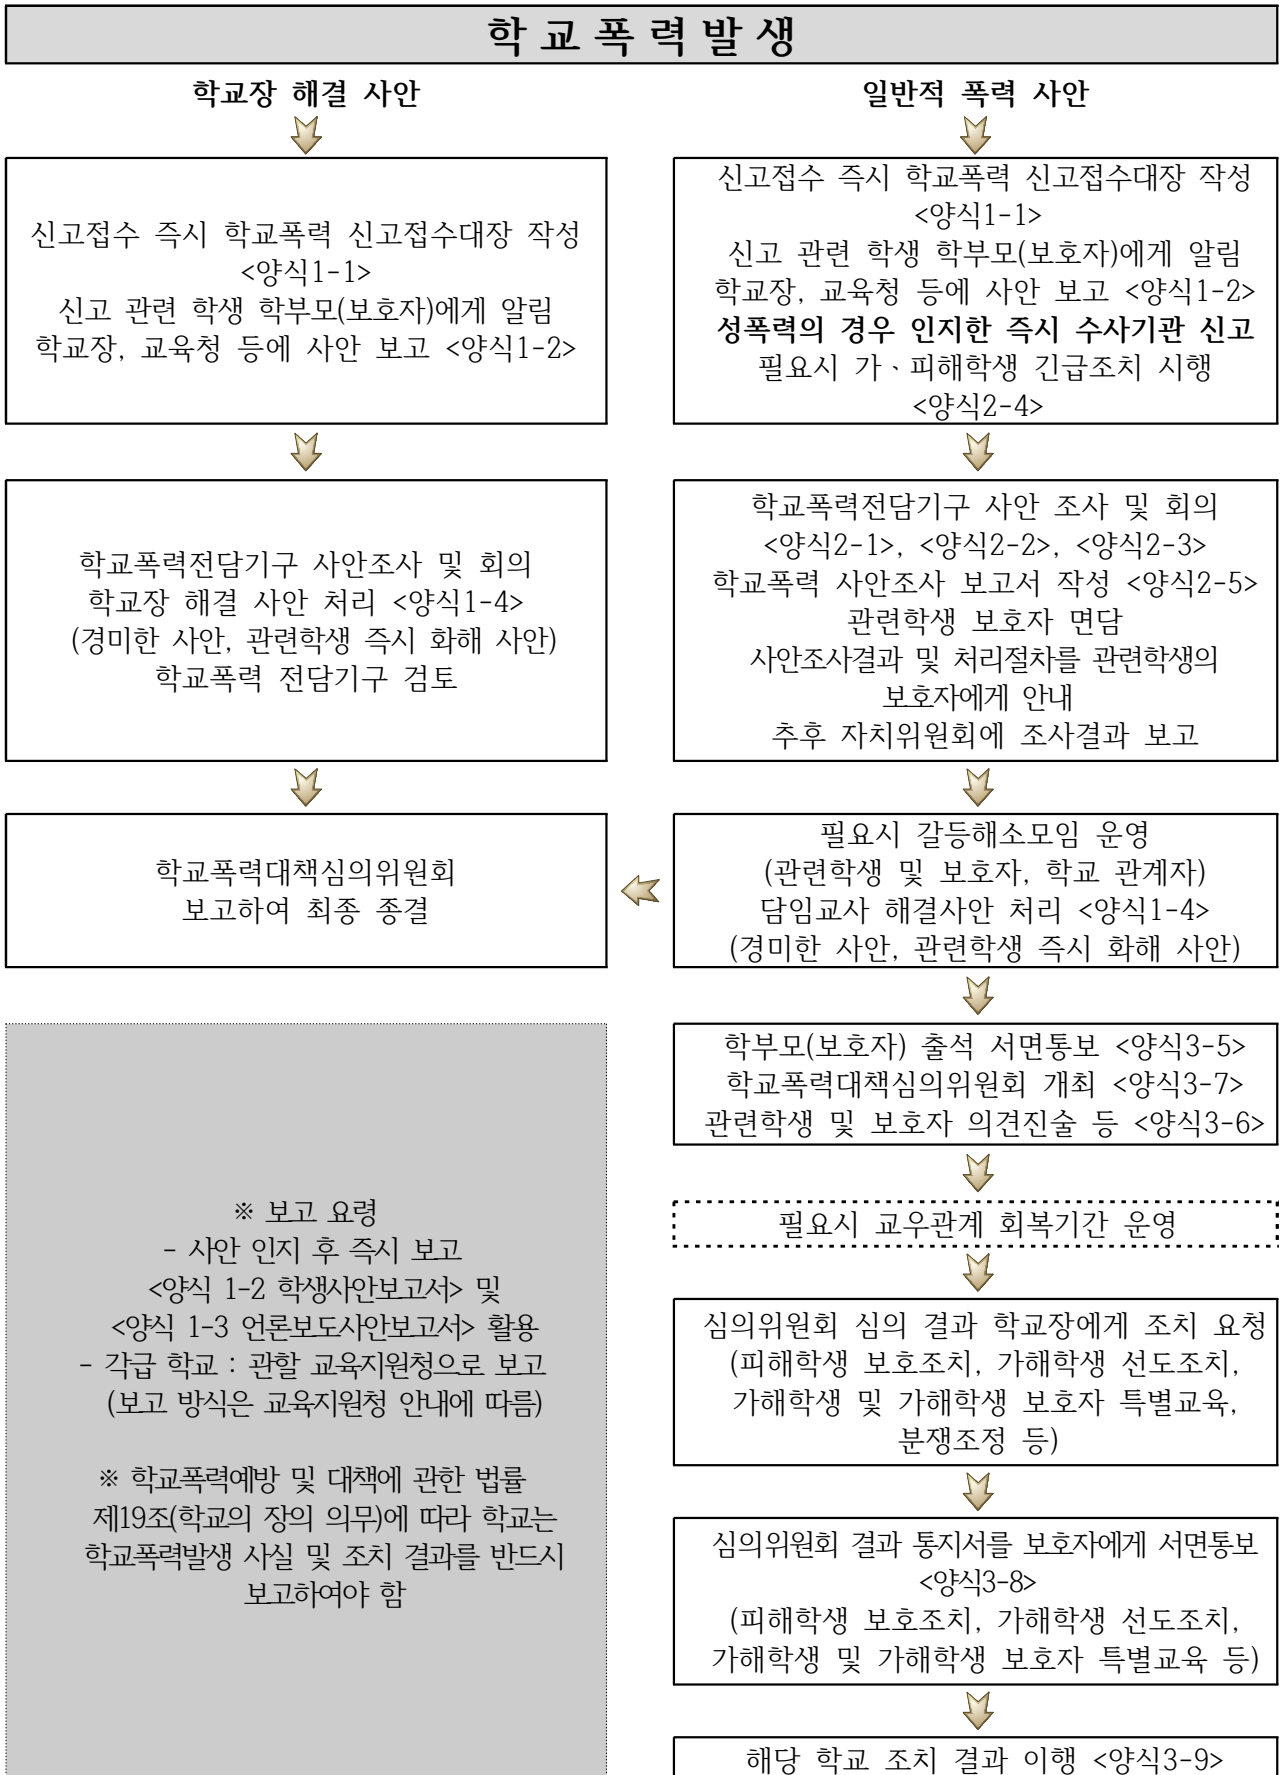 학교폭력발생
학교장 해결 사안
신고접수 즉시 학교폭력 신고접수대장 작성
<양식1-1>
신고 관련 학생 학부모(보호자)에게 알림
학교장, 교육청 등에 사안 보고 <양식1-2>
학교폭력전담기구 사안조사 및 회의
학교장 해결 사안 처리 <양식1-4>
(경미한 사안, 관련학생 즉시 화해 사안)
학교폭력 전담기구 검토
학교폭력대책심의위원회
보고하여 최종 종결
일반적 폭력 사안
신고접수 즉시 학교폭력 신고접수대장 작성
<양식1-1>
신고 관련 학생 학부모(보호자)에게 알림
학교장, 교육청 등에 사안 보고 <양식1-2>
성폭력의 경우 인지한 즉시 수사기관 신고
필요시 가、피해학생 긴급조치 시행
<양식2-4>
학교폭력전담기구 사안 조사 및 회의
<양식2-1>, <양식2-2>, <양식2-3>
학교폭력 사안조사 보고서 작성 <양식2-5>
관련학생 보호자 면담
사안조사결과 및 처리절차를 관련학생의
보호자에게 안내
추후 자치위원회에 조사결과 보고
필요시 갈등해소모임 운영
(관련학생 및 보호자, 학교 관계자)
담임교사 해결사안 처리 <양식1-4>
(경미한 사안, 관련학생 즉시 화해 사안)
학부모(보호자) 출석 서면통보 <양식3-5>
학교폭력대책심의위원회 개최 <양식3-7>
관련학생 및 보호자 의견진술 등 <양식3-6>
필요시 교우관계 회복기간 운영
심의위원회 심의 결과 학교장에게 조치 요청
(피해학생 보호조치, 가해학생 선도조치,
가해학생 및 가해학생 보호자 특별교육,
분쟁조정 등)
심의위원회 결과 통지서를 보호자에게 서면통보
<양식3-8>
(피해학생 보호조치, 가해학생 선도조치,
가해학생 및 가해학생 보호자 특별교육 등)
해당 학교 조치 결과 이행 <양식3-9>
※ 보고 요령
- 사안 인지 후 즉시 보고
<양식 1-2 학생사안보고서> 및
<양식 1-3 언론보도사안보고서> 활용
- 각급 학교 : 관할 교육지원청으로 보고
(보고 방식은 교육지원청 안내에 따름)
※ 학교폭력예방 및 대책에 관한 법률
제19조(학교의 장의 의무)에 따라 학교는
학교폭력발생 사실 및 조치 결과를 반드시
보고하여야 함